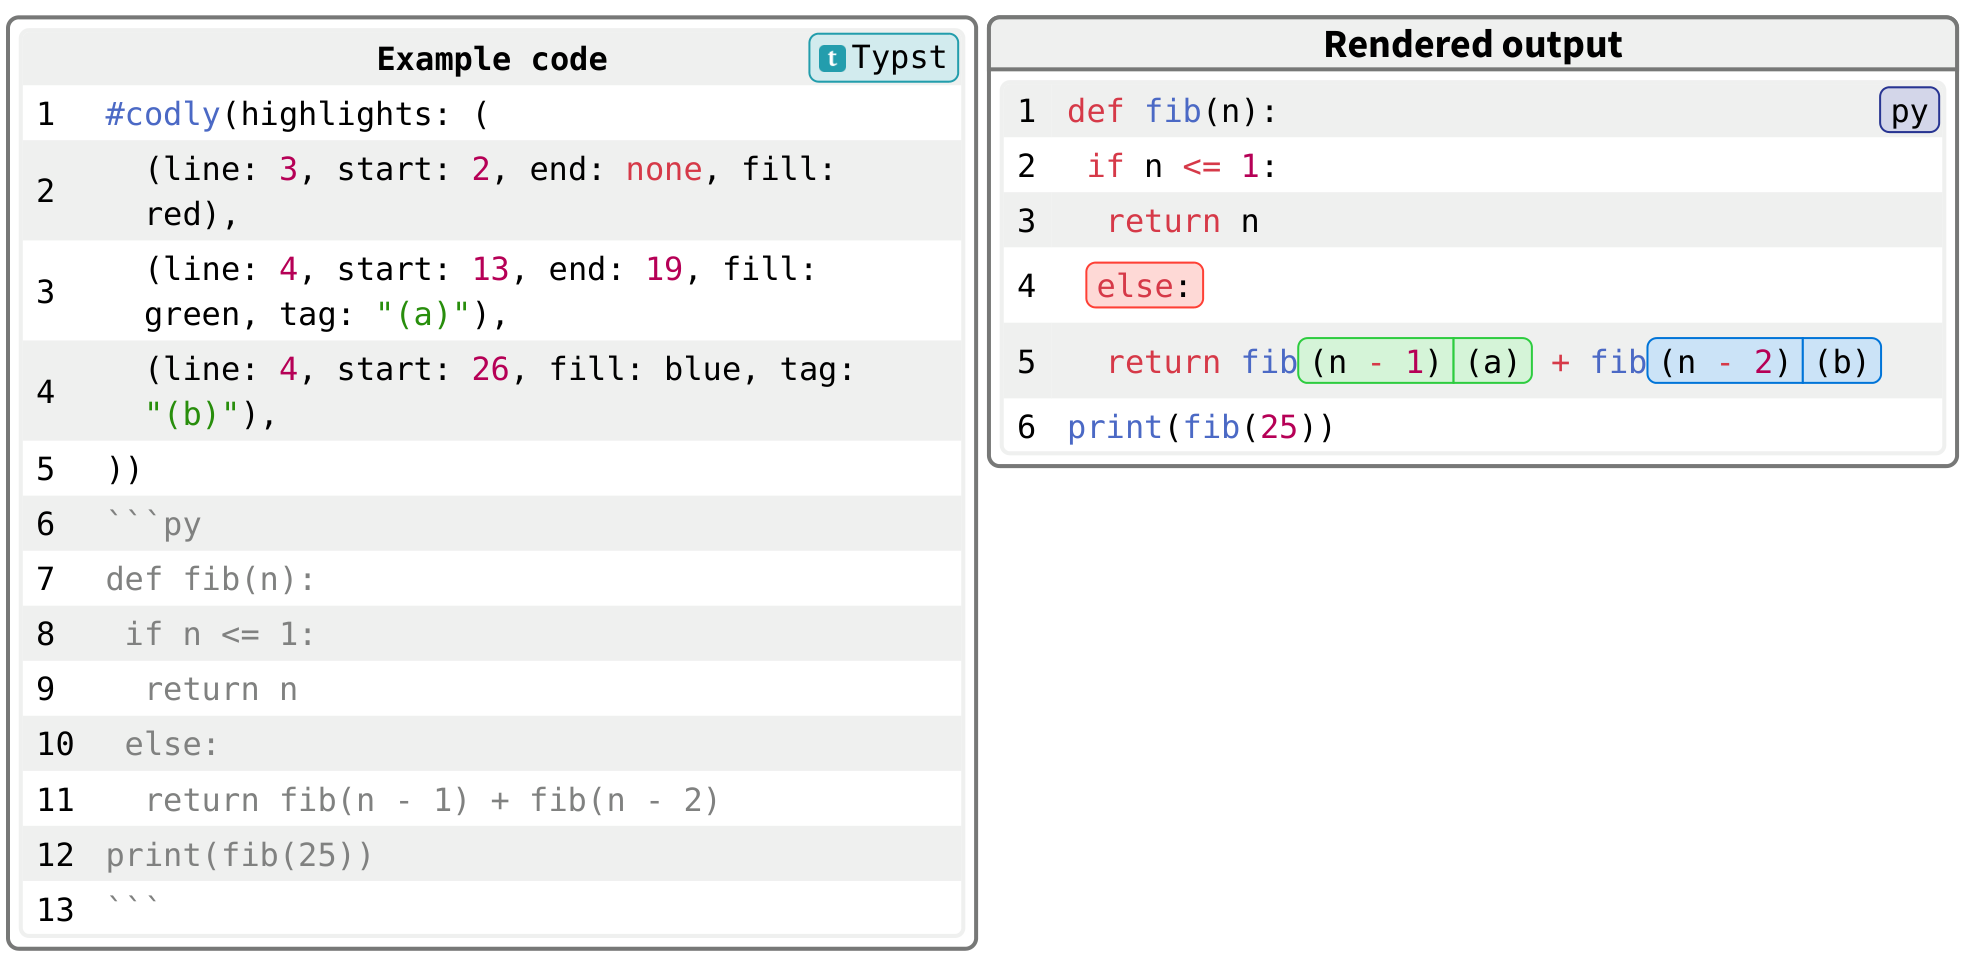 Example code
t Typst
1 #codly(highlights: (
2 (line: 3, start: 2, end: none, fill:
red),
3 (line: 4, start: 13, end: 19, fill:
green, tag: "(a)"),
4 (line: 4, start: 26, fill: blue, tag:
"(b)"),
5 ))
6 ```py
7 def fib(n):
8  if n <= 1:
9   return n
10  else:
11   return fib(n - 1) + fib(n - 2)
12 print(fib(25))
13 ```
Rendered output
1 def fib(n):
py
2  if n <= 1:
3   return n
4  else:
5   return fib(n - 1) (a) + fib(n - 2) (b)
6 print(fib(25))